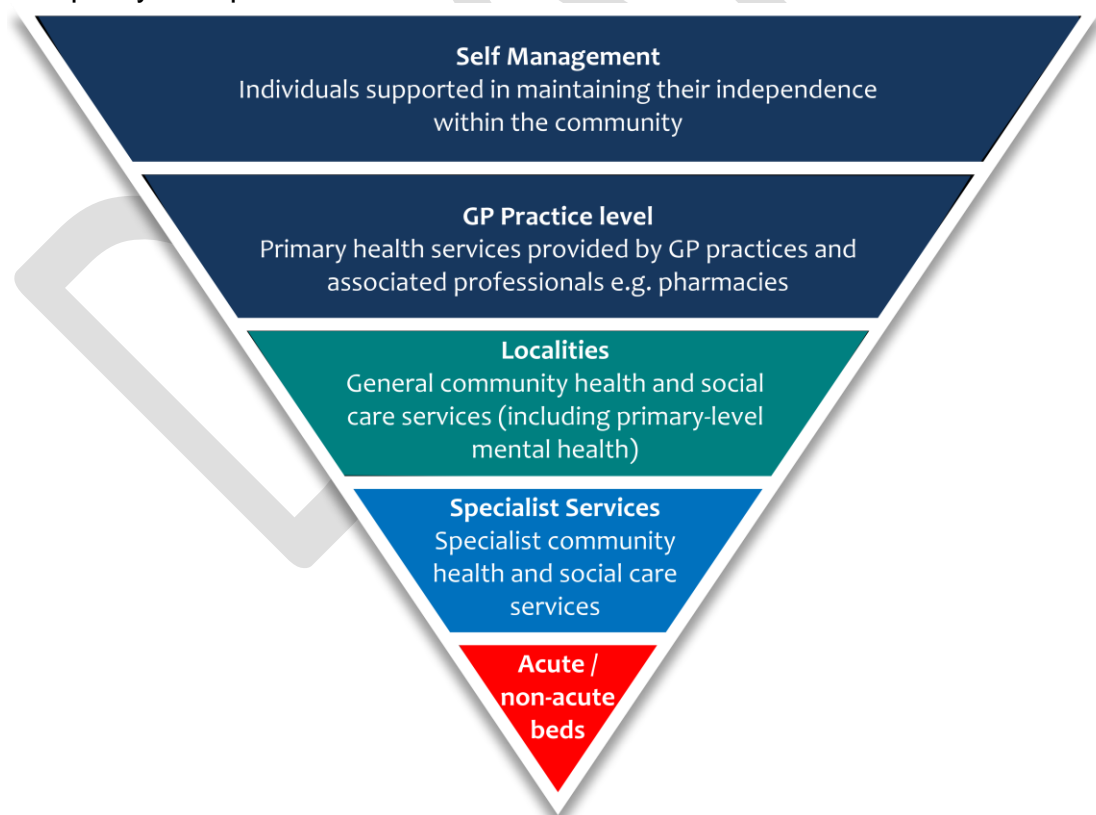 Self Management
Individuals supported in maintaining their independence
within the community
GP Practice level
Primary health services provided by GP practices and
associated professionals e.g. pharmacies
Localities
General community health and social
care services (including primary-level
mental health)
Specialist Services
Specialist community
health and social care
services
Acute /
non-acute
beds